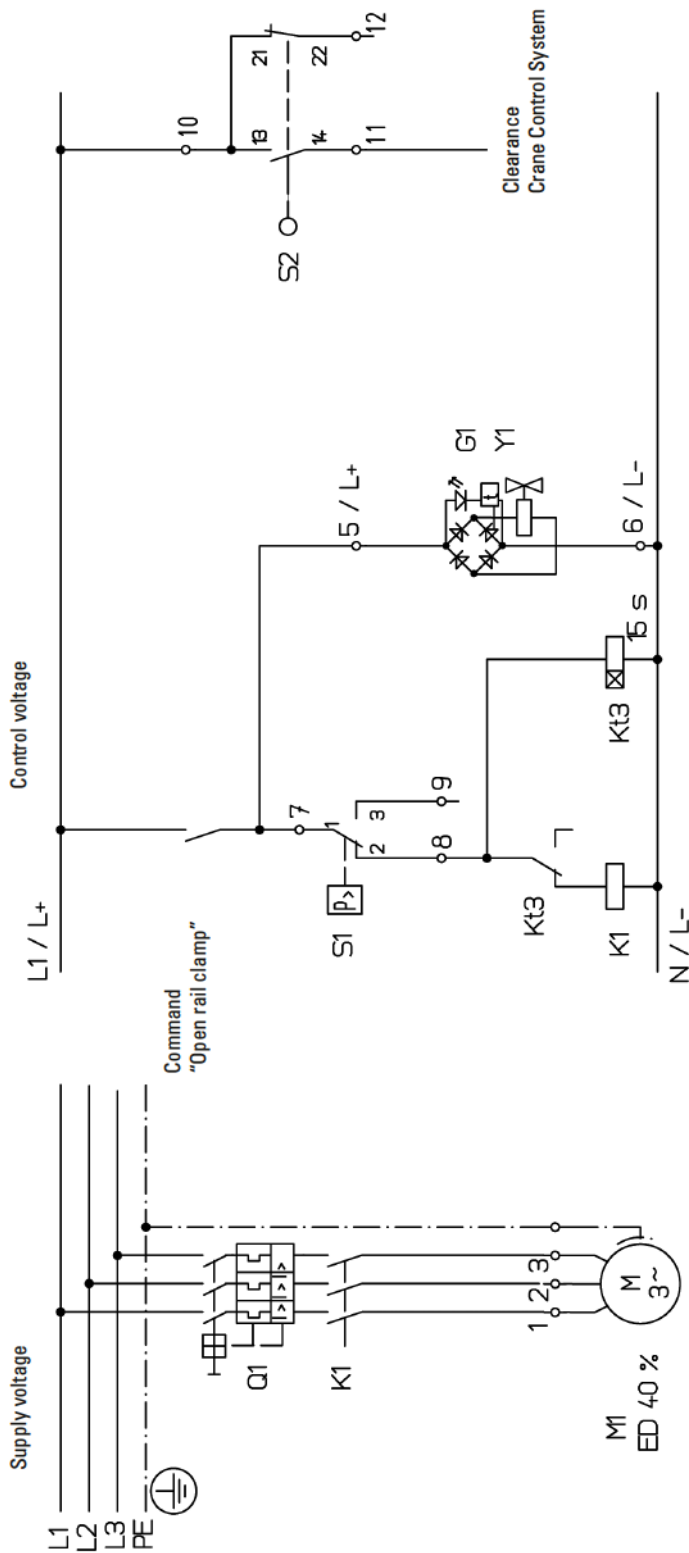 Supply voltage
L1
L2
L3
PE
Q1
K1
1
2
3
M
3~
M1
ED 40 %
Control voltage
L1 / L+
Command
"Open rail clamp"
7
1
S1
P>
2
3
8
9
Kt3
K1
Kt3
15 s
N / L-
5 / L+
G1
t
Y1
6 / L-
10
S2
13
14
21
22
11
12
Clearance
Crane Control System